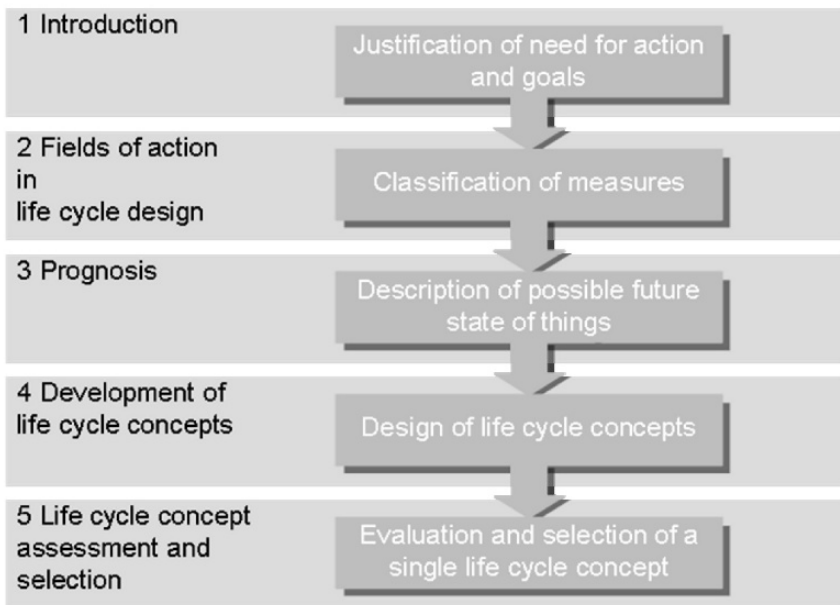 1 Introduction
Justification of need for action
and goals
2 Fields of action
in
life cycle design
Classification of measures
3 Prognosis
Description of possible future
state of things
4 Development of
life cycle concepts
Design of life cycle concepts
5 Life cycle concept
assessment and
selection
Evaluation and selection of a
single life cycle concept